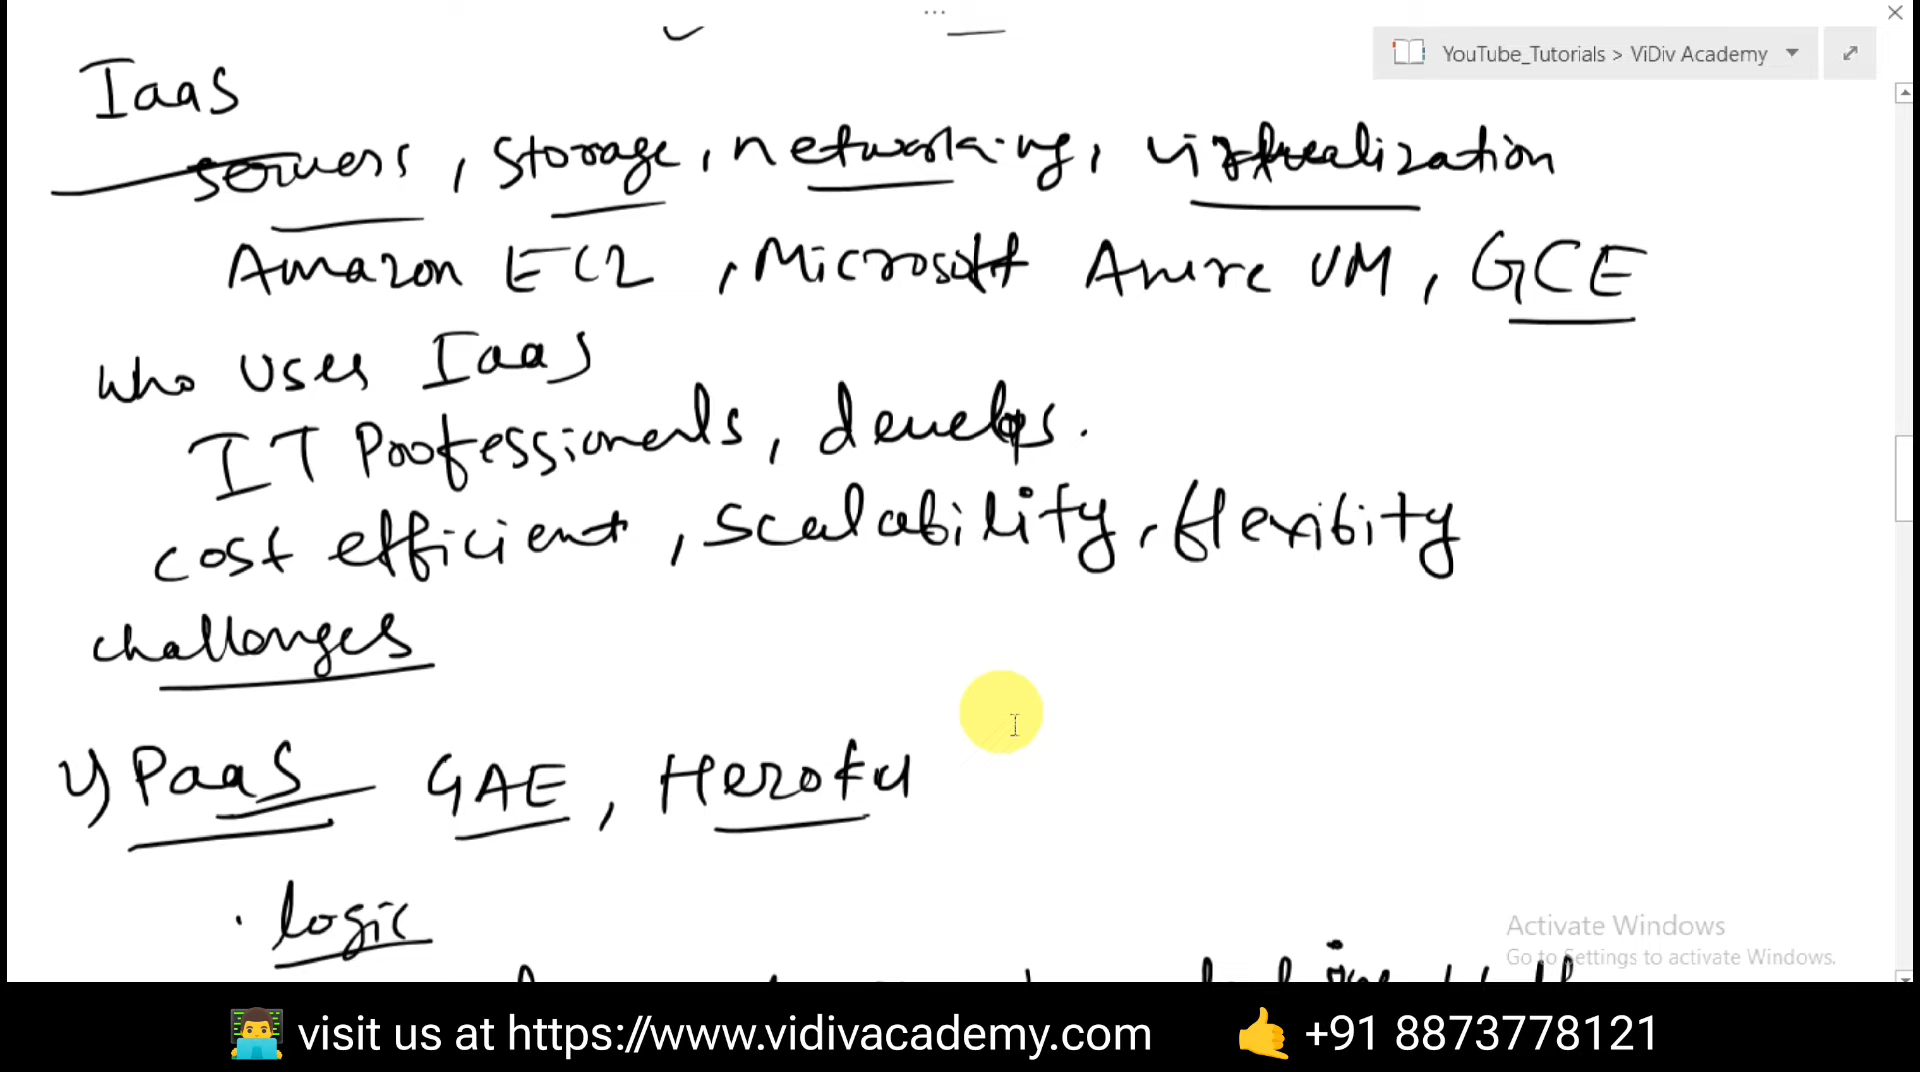 YouTube_Tutorials > ViDiv Academy
IaaS
servers, storage, networking, virtualization
Amazon EC2, Microsoft Azure VM, GCE
who uses IaaS
IT Professionals, develops.
cost efficient, scalability, flexibity
challenges
PaaS GAE, Heroku
. logic
Activate Windows
Go to Settings to activate Windows.
visit us at https://www.vidivacademy.com +91 8873778121